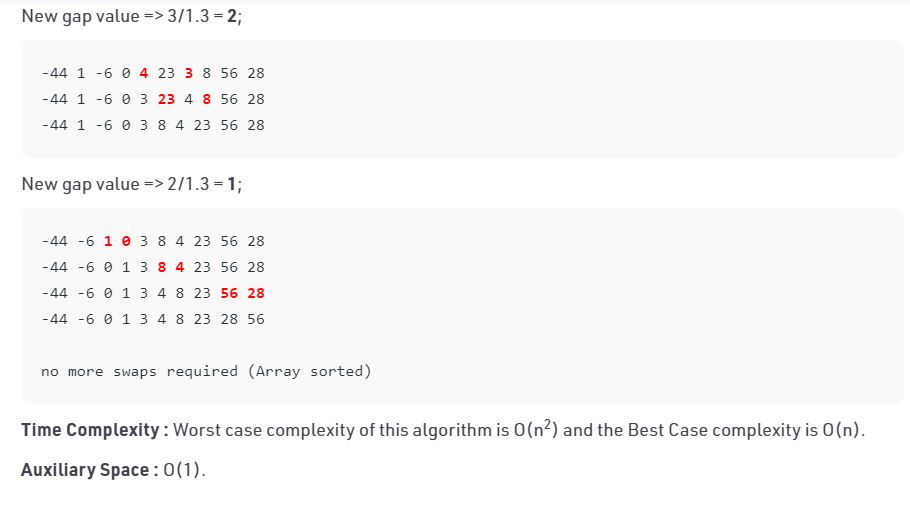 New gap value => 3/1.3 = 2;
-44 1 -6 0 4 23 3 8 56 28
-44 1 -6 0 3 23 4 8 56 28
-44 1 -6 0 3 8 4 23 56 28
New gap value => 2/1.3 = 1;
-44 -6 1 0 3 8 4 23 56 28
-44 -6 0 1 3 8 4 23 56 28
-44 -6 0 1 3 4 8 23 56 28
-44 -6 0 1 3 4 8 23 28 56
no more swaps required (Array sorted)
Time Complexity : Worst case complexity of this algorithm is O(n²) and the Best Case complexity is O(n).
Auxiliary Space : O(1).